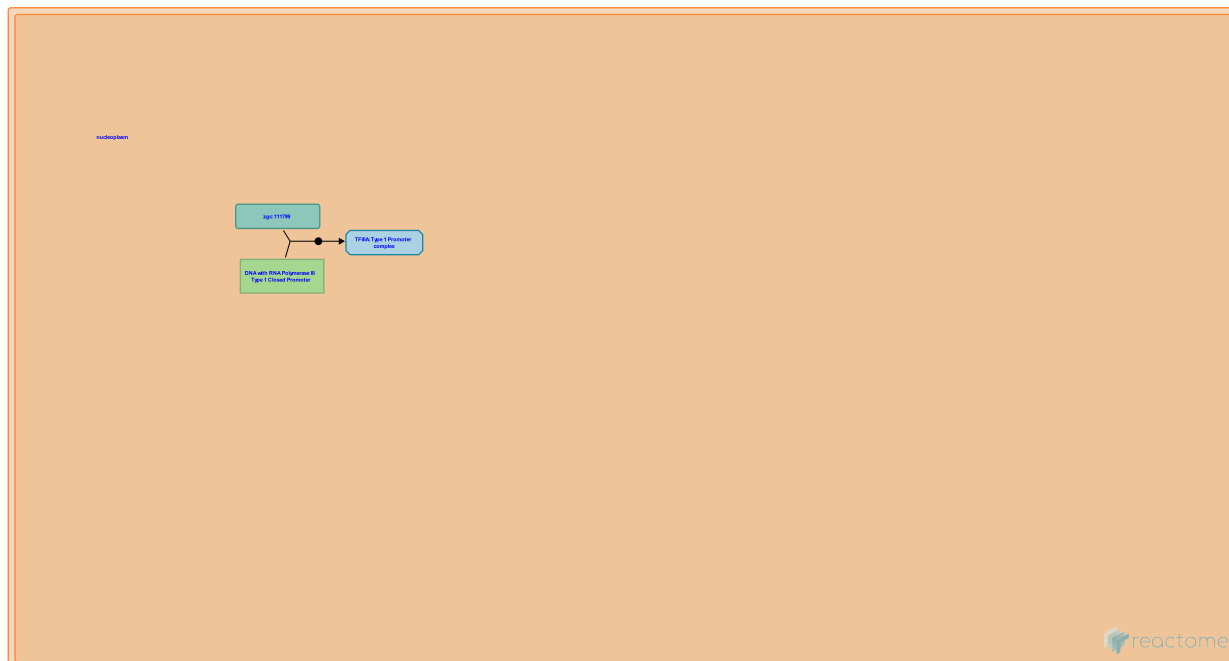 nucleoplasm
zgc:111799
TFIIIA:Type 1 Promoter
complex
DNA with RNA Polymerase III
Type 1 Closed Promoter
reactome